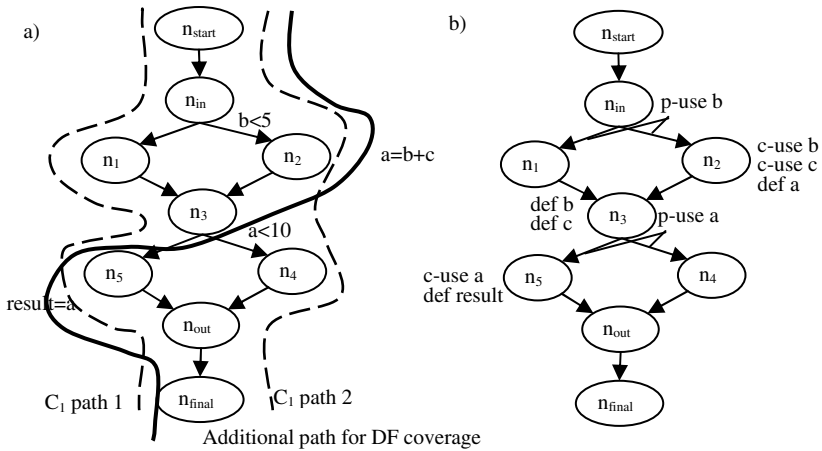 a)
n_start
n_in
b<5
n_1
n_2
a=b+c
n_3
a<10
n_5
n_4
result=a
n_out
C_1 path 1
n_final
C_1 path 2
Additional path for DF coverage
b)
n_start
n_in
p-use b
n_1
n_2
c-use b
c-use c
def a
def b
def c
n_3
p-use a
c-use a
def result
n_5
n_4
n_out
n_final